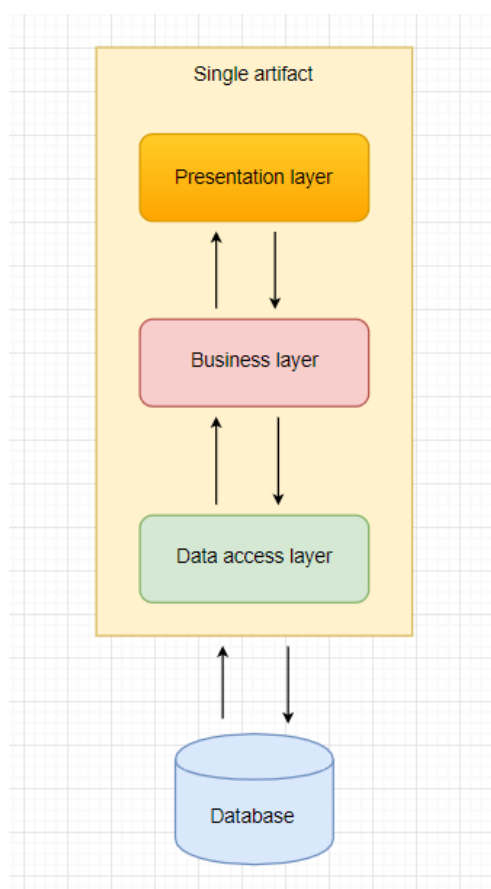 Single artifact
Presentation layer
Business layer
Data access layer
Database